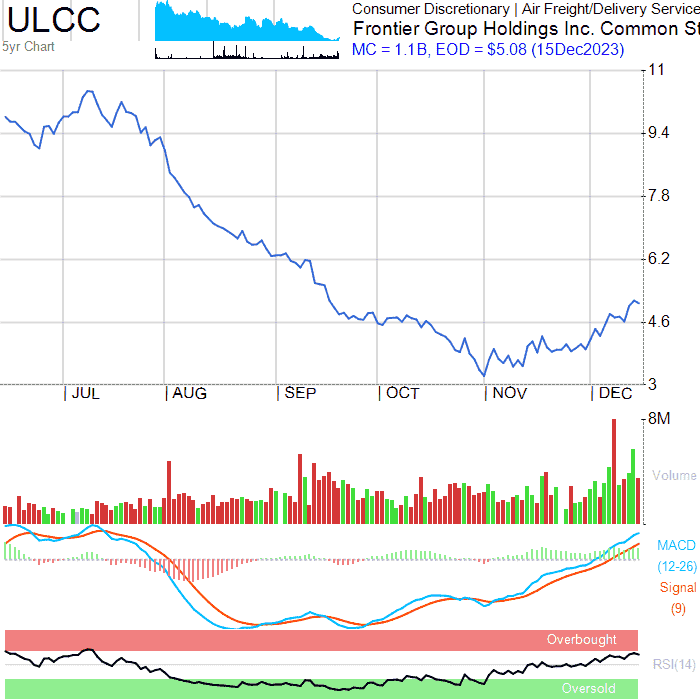 ULCC
5yr Chart
Consumer Discretionary | Air Freight/Delivery Service
Frontier Group Holdings Inc. Common St
MC = 1.1B, EOD = $5.08 (15Dec2023)
11
9.4
7.8
6.2
4.6
3
JUL AUG SEP OCT NOV DEC
8M
Volume
MACD
(12-26)
Signal
(9)
Overbought
RSI(14)
Oversold